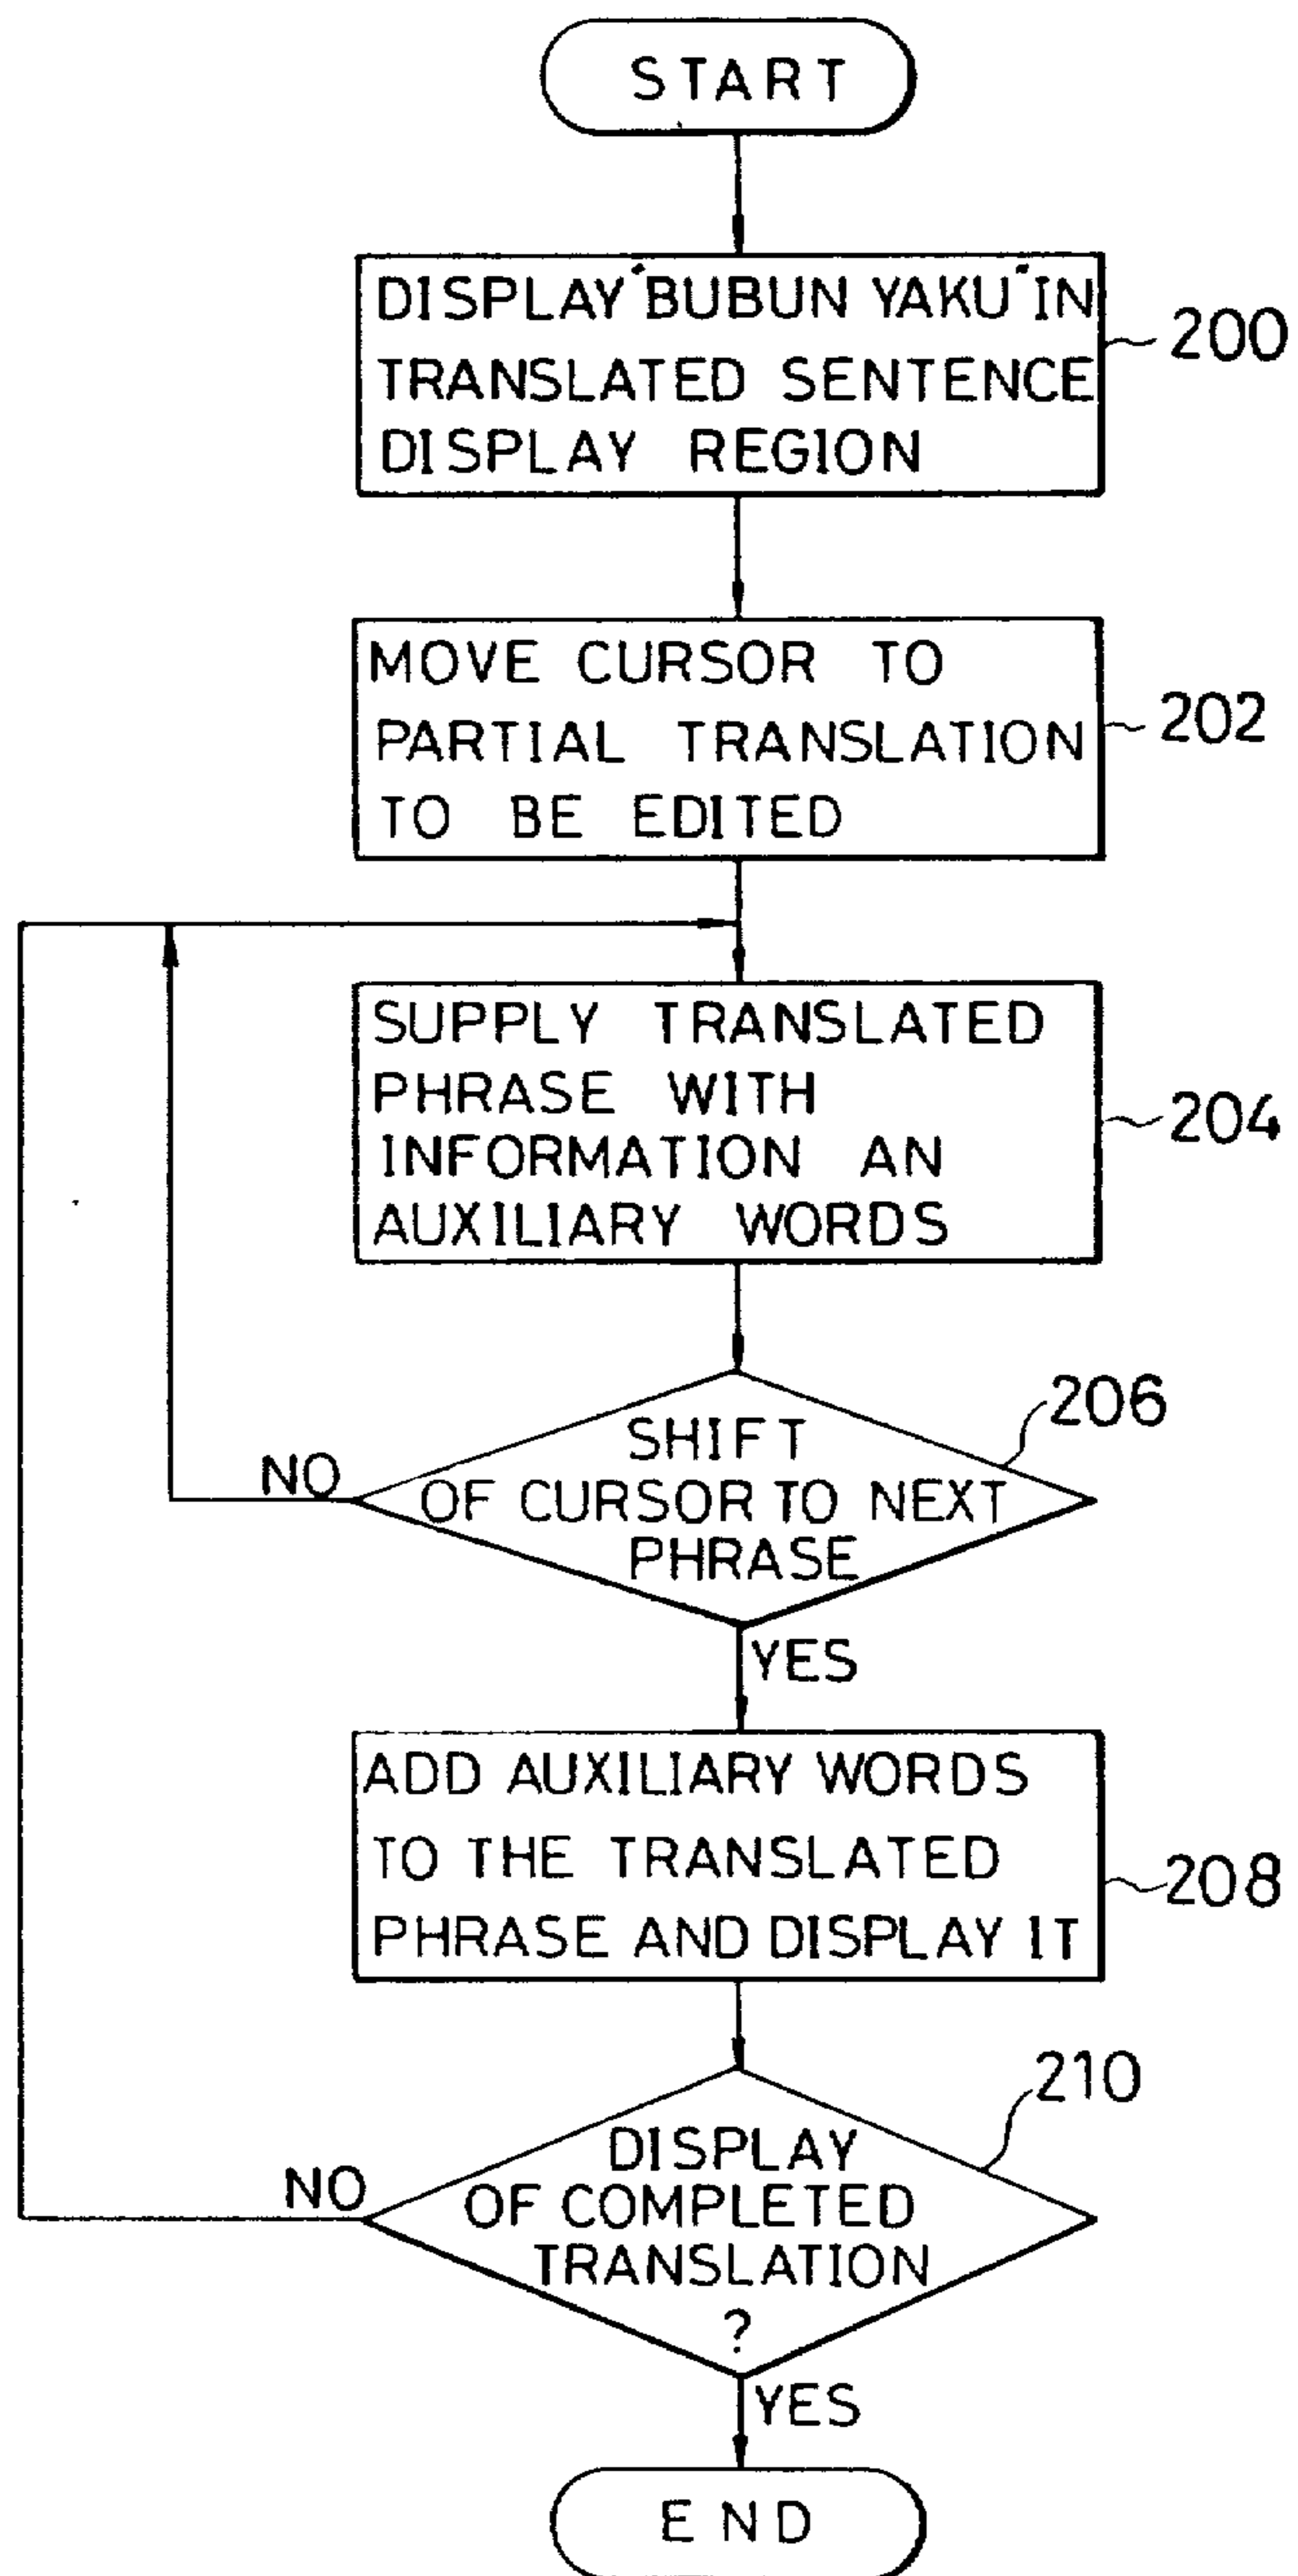 START
DISPLAY "BUBUN YAKU" IN
TRANSLATED SENTENCE
DISPLAY REGION
200
MOVE CURSOR TO
PARTIAL TRANSLATION
TO BE EDITED
202
SUPPLY TRANSLATED
PHRASE WITH
INFORMATION AN
AUXILIARY WORDS
204
SHIFT
OF CURSOR TO NEXT
PHRASE
206
NO
YES
ADD AUXILIARY WORDS
TO THE TRANSLATED
PHRASE AND DISPLAY IT
208
DISPLAY
OF COMPLETED
TRANSLATION
?
210
NO
YES
END